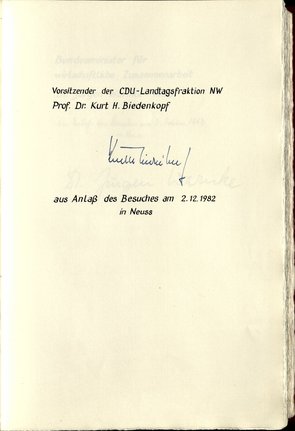 Vorsitzender der CDU-Landtagsfraktion NW
Prof. Dr. Kurt H. Biedenkopf
aus Anlaß des Besuches am 2.12.1982
in Neuss